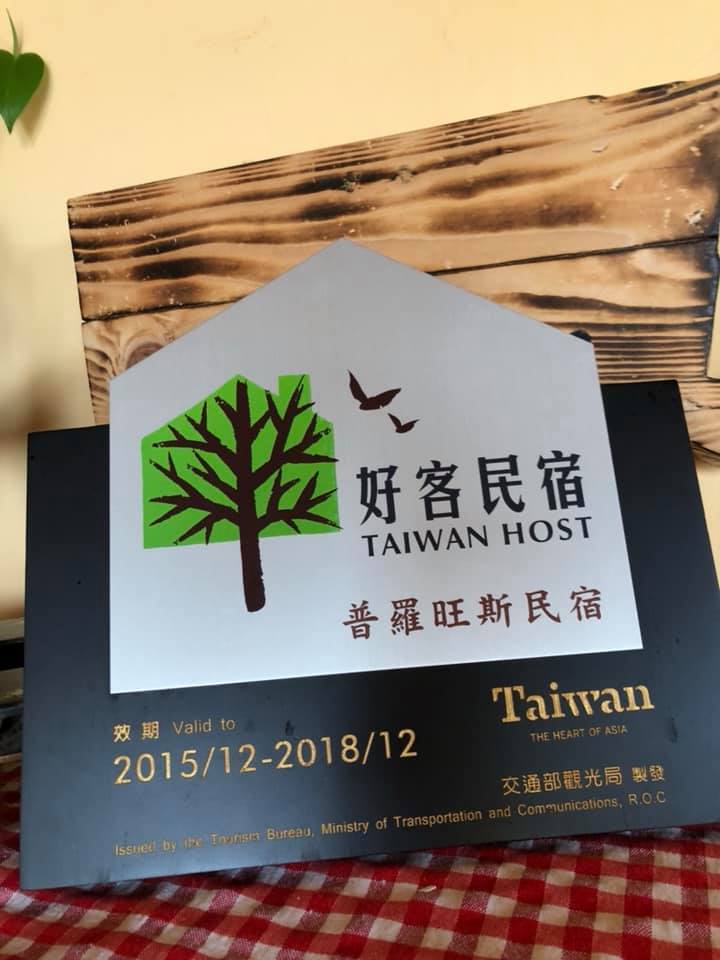 好客民宿
TAIWAN HOST
普羅旺斯民宿
效期 Valid to
2015/12-2018/12
Taiwan
THE HEART OF ASIA
交通部觀光局 製發
Issued by the Tourism Bureau, Ministry of Transportation and Communications, R.O.C